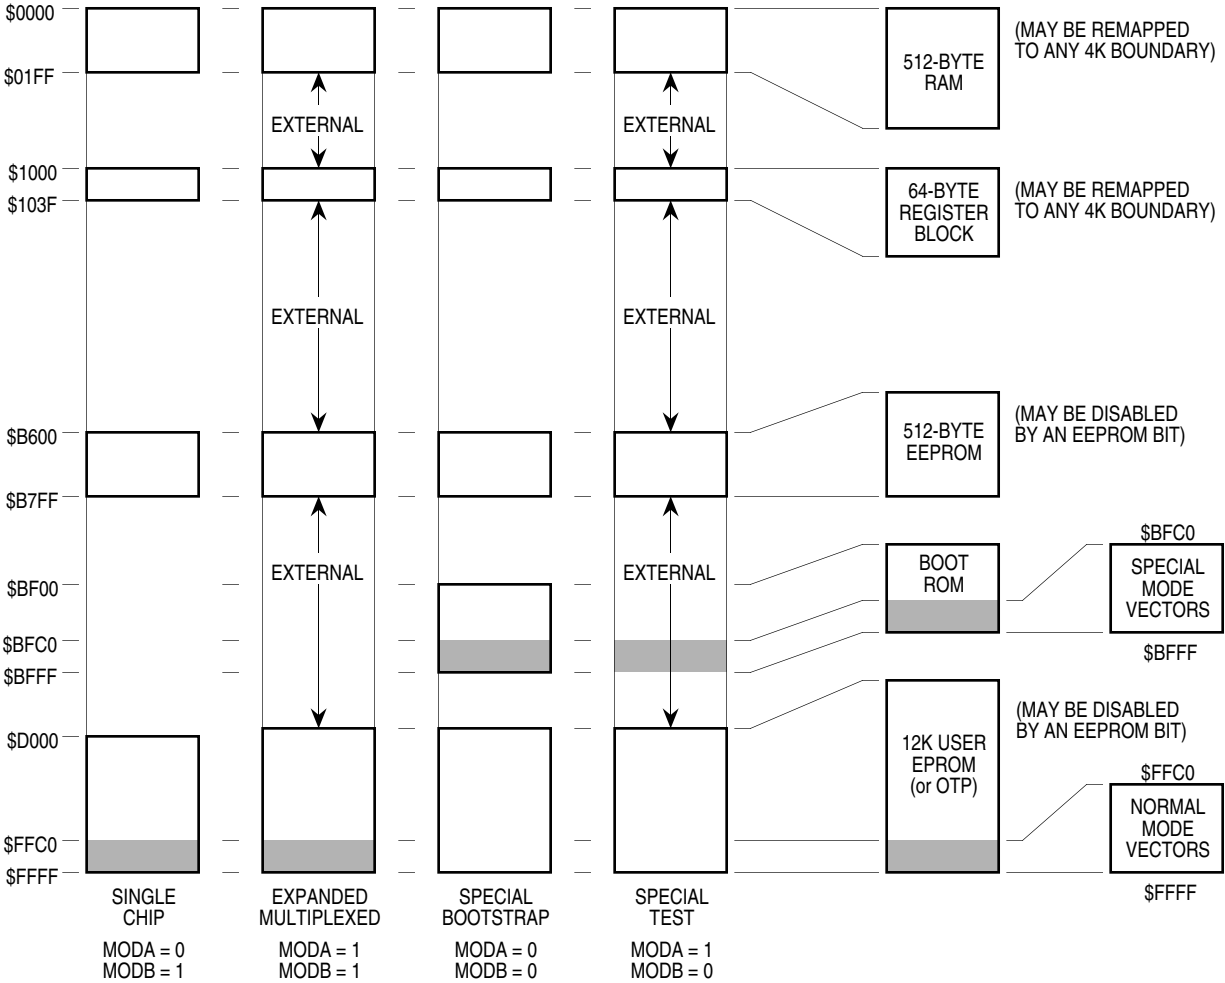 $0000
$01FF
$1000
$103F
$B600
$B7FF
$BF00
$BFC0
$BFFF
$D000
$FFC0
$FFFF
EXTERNAL
EXTERNAL
EXTERNAL
EXTERNAL
EXTERNAL
EXTERNAL
512-BYTE
RAM
(MAY BE REMAPPED
TO ANY 4K BOUNDARY)
64-BYTE
REGISTER
BLOCK
(MAY BE REMAPPED
TO ANY 4K BOUNDARY)
512-BYTE
EEPROM
(MAY BE DISABLED
BY AN EEPROM BIT)
BOOT
ROM
$BFC0
SPECIAL
MODE
VECTORS
$BFFF
12K USER
EPROM
(or OTP)
(MAY BE DISABLED
BY AN EEPROM BIT)
$FFC0
NORMAL
MODE
VECTORS
$FFFF
SINGLE
CHIP
MODA = 0
MODB = 1
EXPANDED
MULTIPLEXED
MODA = 1
MODB = 1
SPECIAL
BOOTSTRAP
MODA = 0
MODB = 0
SPECIAL
TEST
MODA = 1
MODB = 0